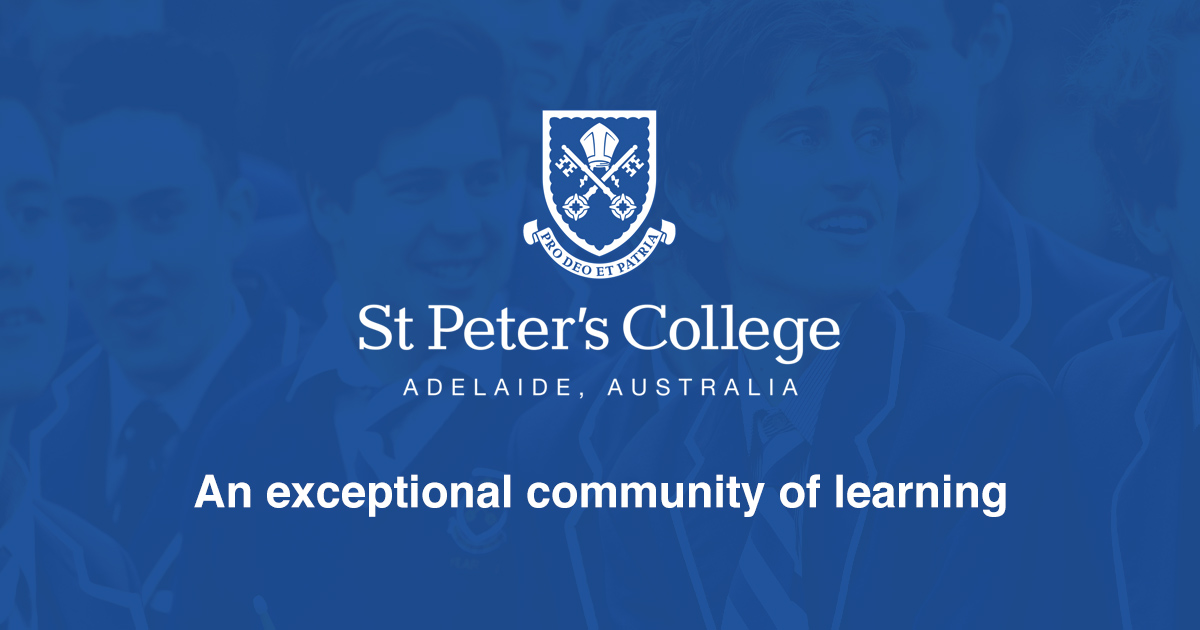 PRO DEO ET PATRIA
St Peter's College
ADELAIDE, AUSTRALIA
An exceptional community of learning